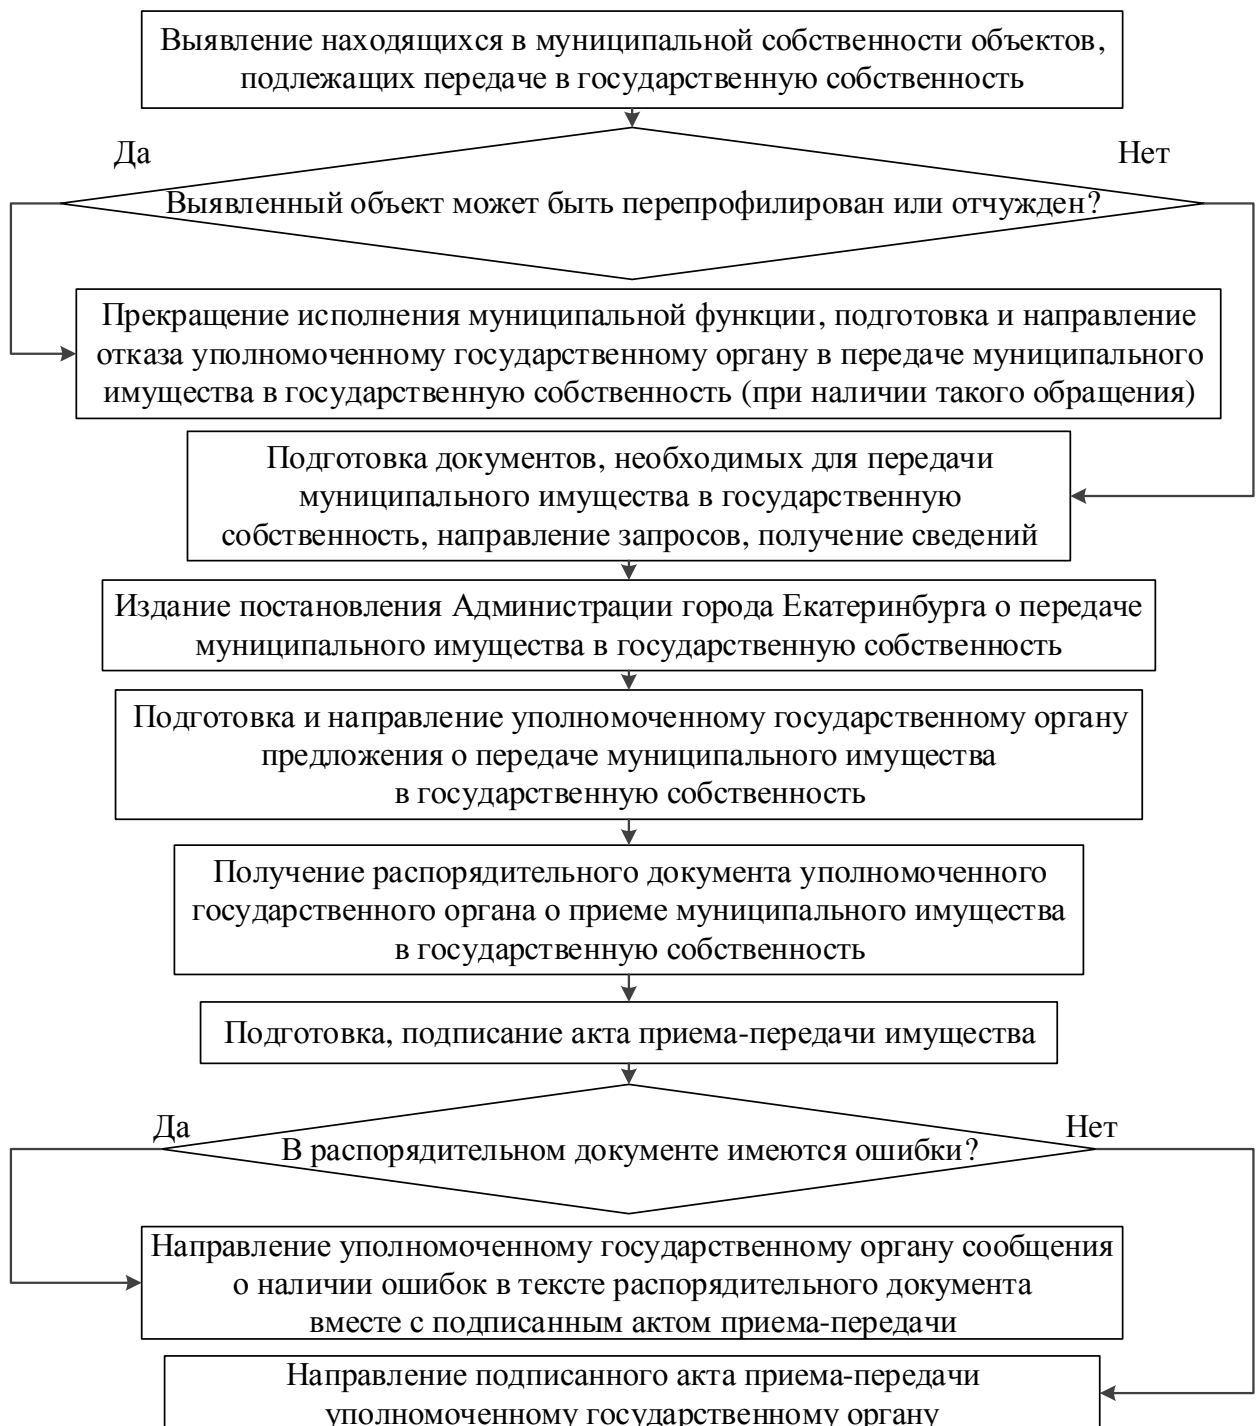 Выявление находящихся в муниципальной собственности объектов,
подлежащих передаче в государственную собственность
Да
Нет
Выявленный объект может быть перепрофилирован или отчужден?
Прекращение исполнения муниципальной функции, подготовка и направление
отказа уполномоченному государственному органу в передаче муниципального
имущества в государственную собственность (при наличии такого обращения)
Подготовка документов, необходимых для передачи
муниципального имущества в государственную
собственность, направление запросов, получение сведений
Издание постановления Администрации города Екатеринбурга о передаче
муниципального имущества в государственную собственность
Подготовка и направление уполномоченному государственному органу
предложения о передаче муниципального имущества
в государственную собственность
Получение распорядительного документа уполномоченного
государственного органа о приеме муниципального имущества
в государственную собственность
Подготовка, подписание акта приема-передачи имущества
Да
Нет
В распорядительном документе имеются ошибки?
Направление уполномоченному государственному органу сообщения
о наличии ошибок в тексте распорядительного документа
вместе с подписанным актом приема-передачи
Направление подписанного акта приема-передачи
уполномоченному государственному органу